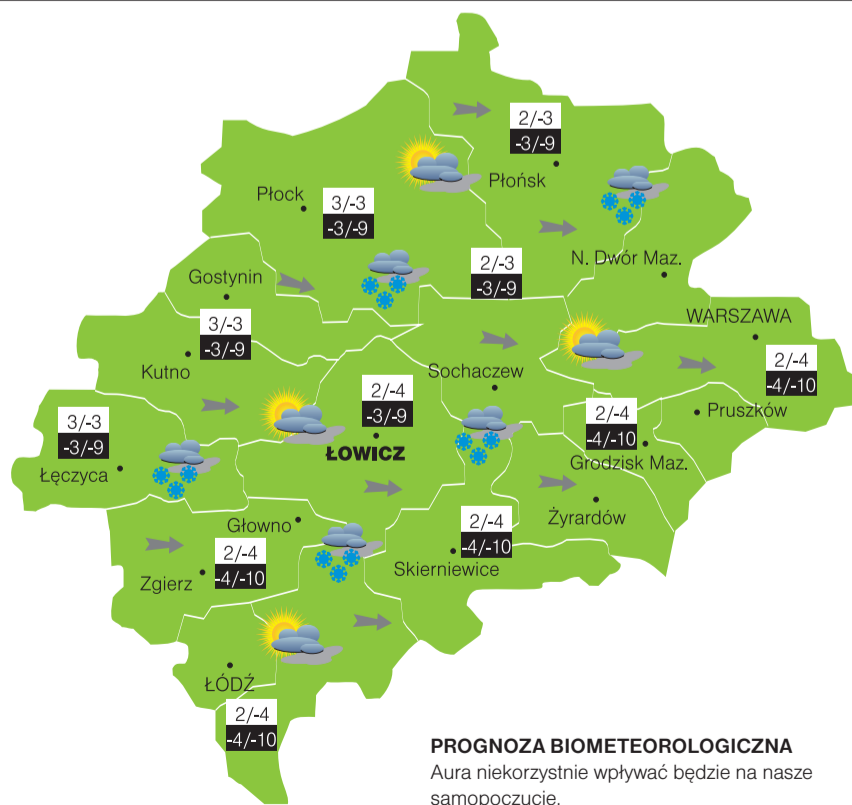 2/-3
-3/-9
Płońsk
Płock
3/-3
-3/-9
N. Dwór Maz.
2/-3
-3/-9
Gostynin
3/-3
-3/-9
Kutno
WARSZAWA
2/-4
-4/-10
Sochaczew
2/-4
-3/-9
ŁOWICZ
Pruszków
2/-4
-4/-10
Grodzisk Maz.
3/-3
-3/-9
Łęczyca
Żyrardów
Głowno
2/-4
-4/-10
Skierniewice
2/-4
-4/-10
Zgierz
ŁÓDŹ
2/-4
-4/-10
PROGNOZA BIOMETEOROLOGICZNA
Aura niekorzystnie wpływać będzie na nasze
samopoczucie.